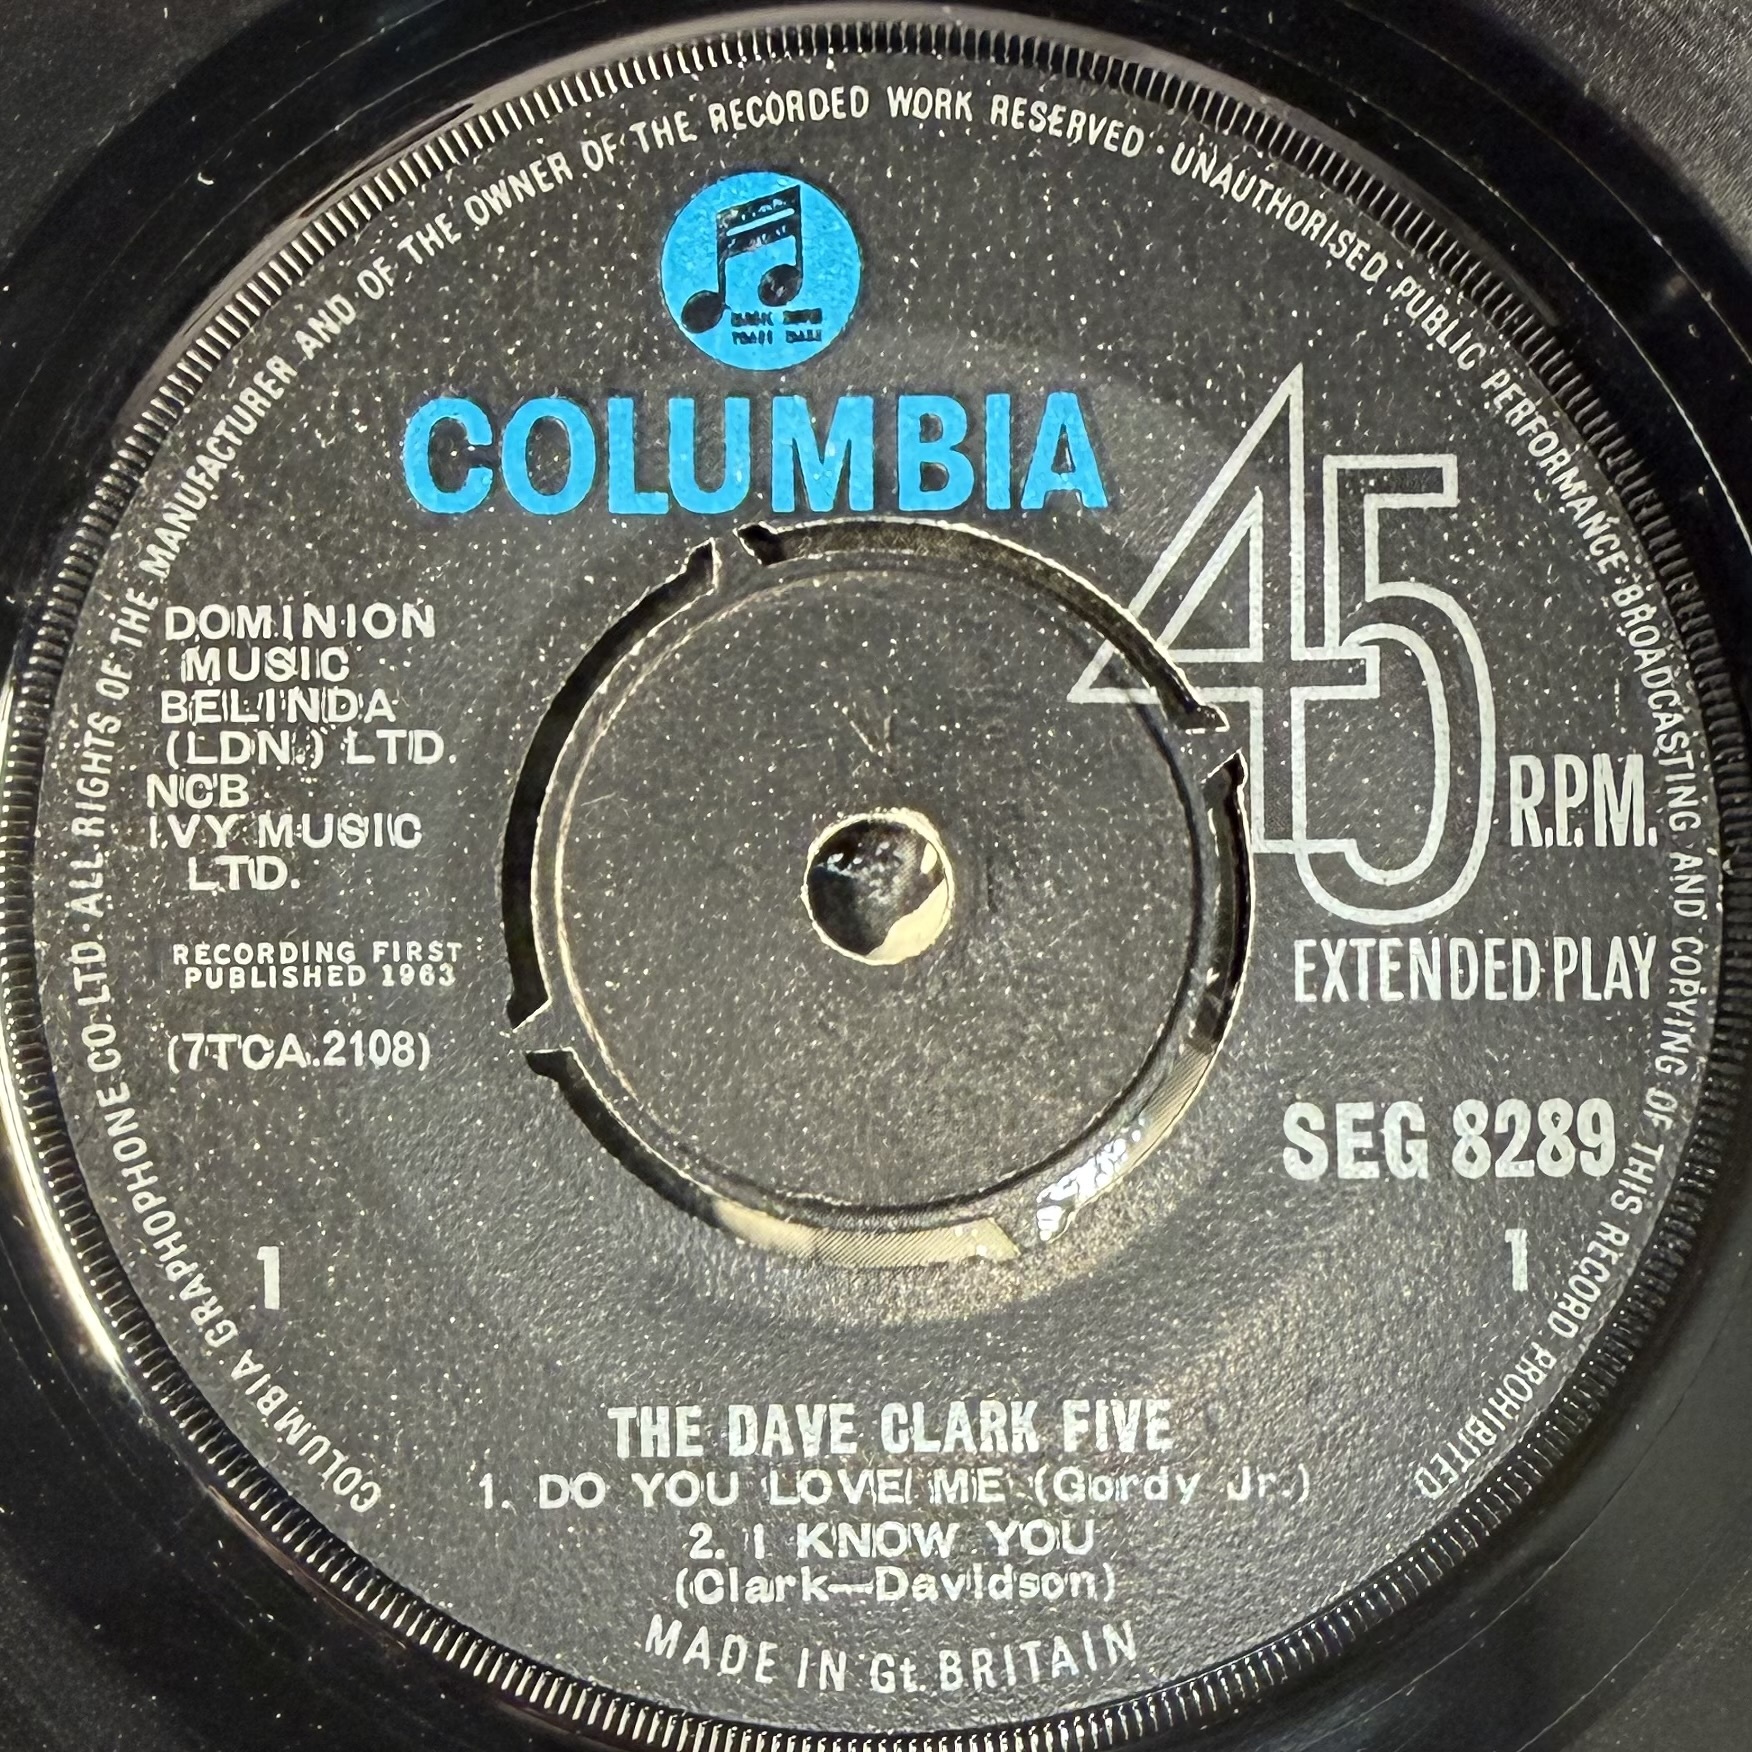 COLUMBIA GRAPHOPHONE CO. LTD · ALL RIGHTS OF THE MANUFACTURER AND OF THE OWNER OF THE RECORDED WORK RESERVED · UNAUTHORISED PUBLIC PERFORMANCE · BROADCASTING AND COPYING OF THIS RECORD PROHIBITED
COLUMBIA
45 R.P.M.
EXTENDED PLAY
DOMINION
MUSIC
BELINDA
(LDN.) LTD.
NCB
IVY MUSIC
LTD.
RECORDING FIRST
PUBLISHED 1963
(7TCA.2108)
SEG 8289
1
1
THE DAVE CLARK FIVE
1. DO YOU LOVE ME (Gordy Jr.)
2. I KNOW YOU
(Clark—Davidson)
MADE IN Gt. BRITAIN